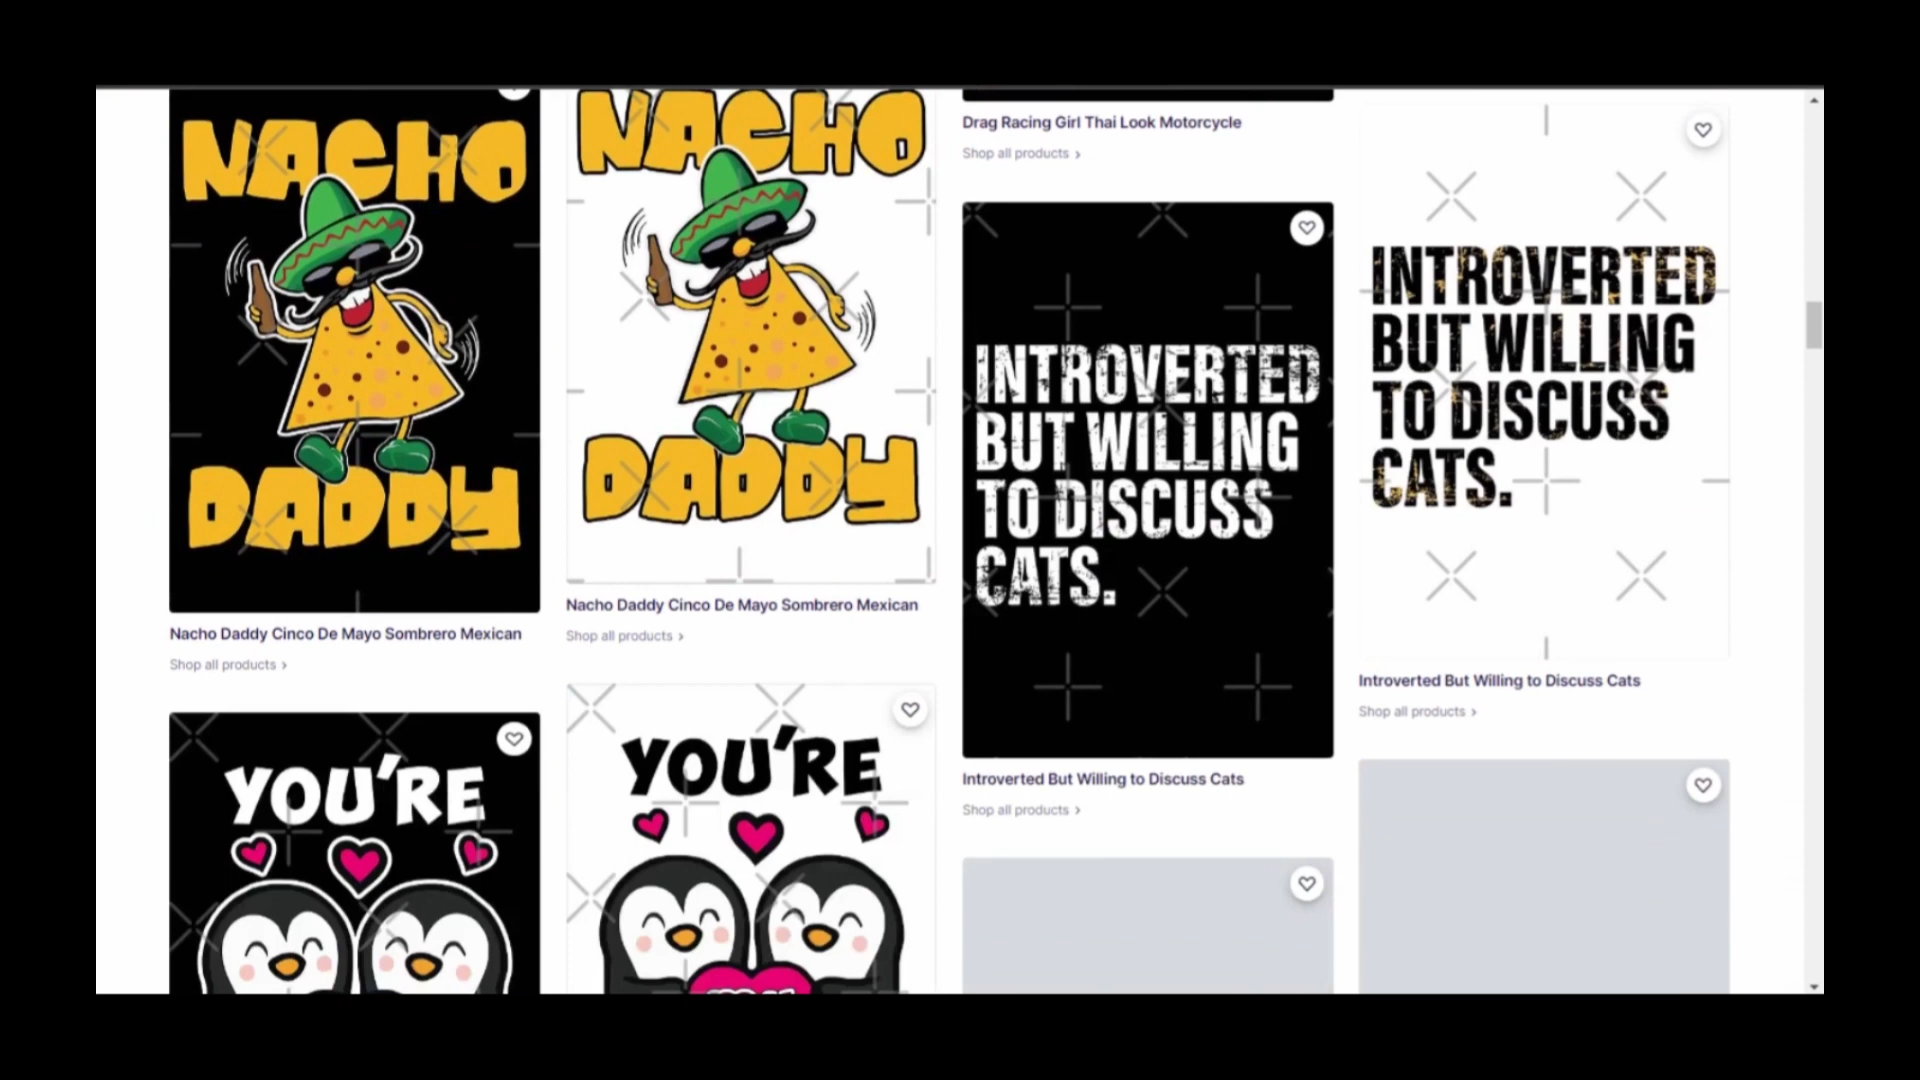 NACHO
DADDY
Nacho Daddy Cinco De Mayo Sombrero Mexican
Shop all products ›
YOU'RE
NACHO
DADDY
Nacho Daddy Cinco De Mayo Sombrero Mexican
Shop all products ›
YOU'RE
Drag Racing Girl Thai Look Motorcycle
Shop all products ›
INTROVERTED
BUT WILLING
TO DISCUSS
CATS.
Introverted But Willing to Discuss Cats
Shop all products ›
INTROVERTED
BUT WILLING
TO DISCUSS
CATS.
Introverted But Willing to Discuss Cats
Shop all products ›